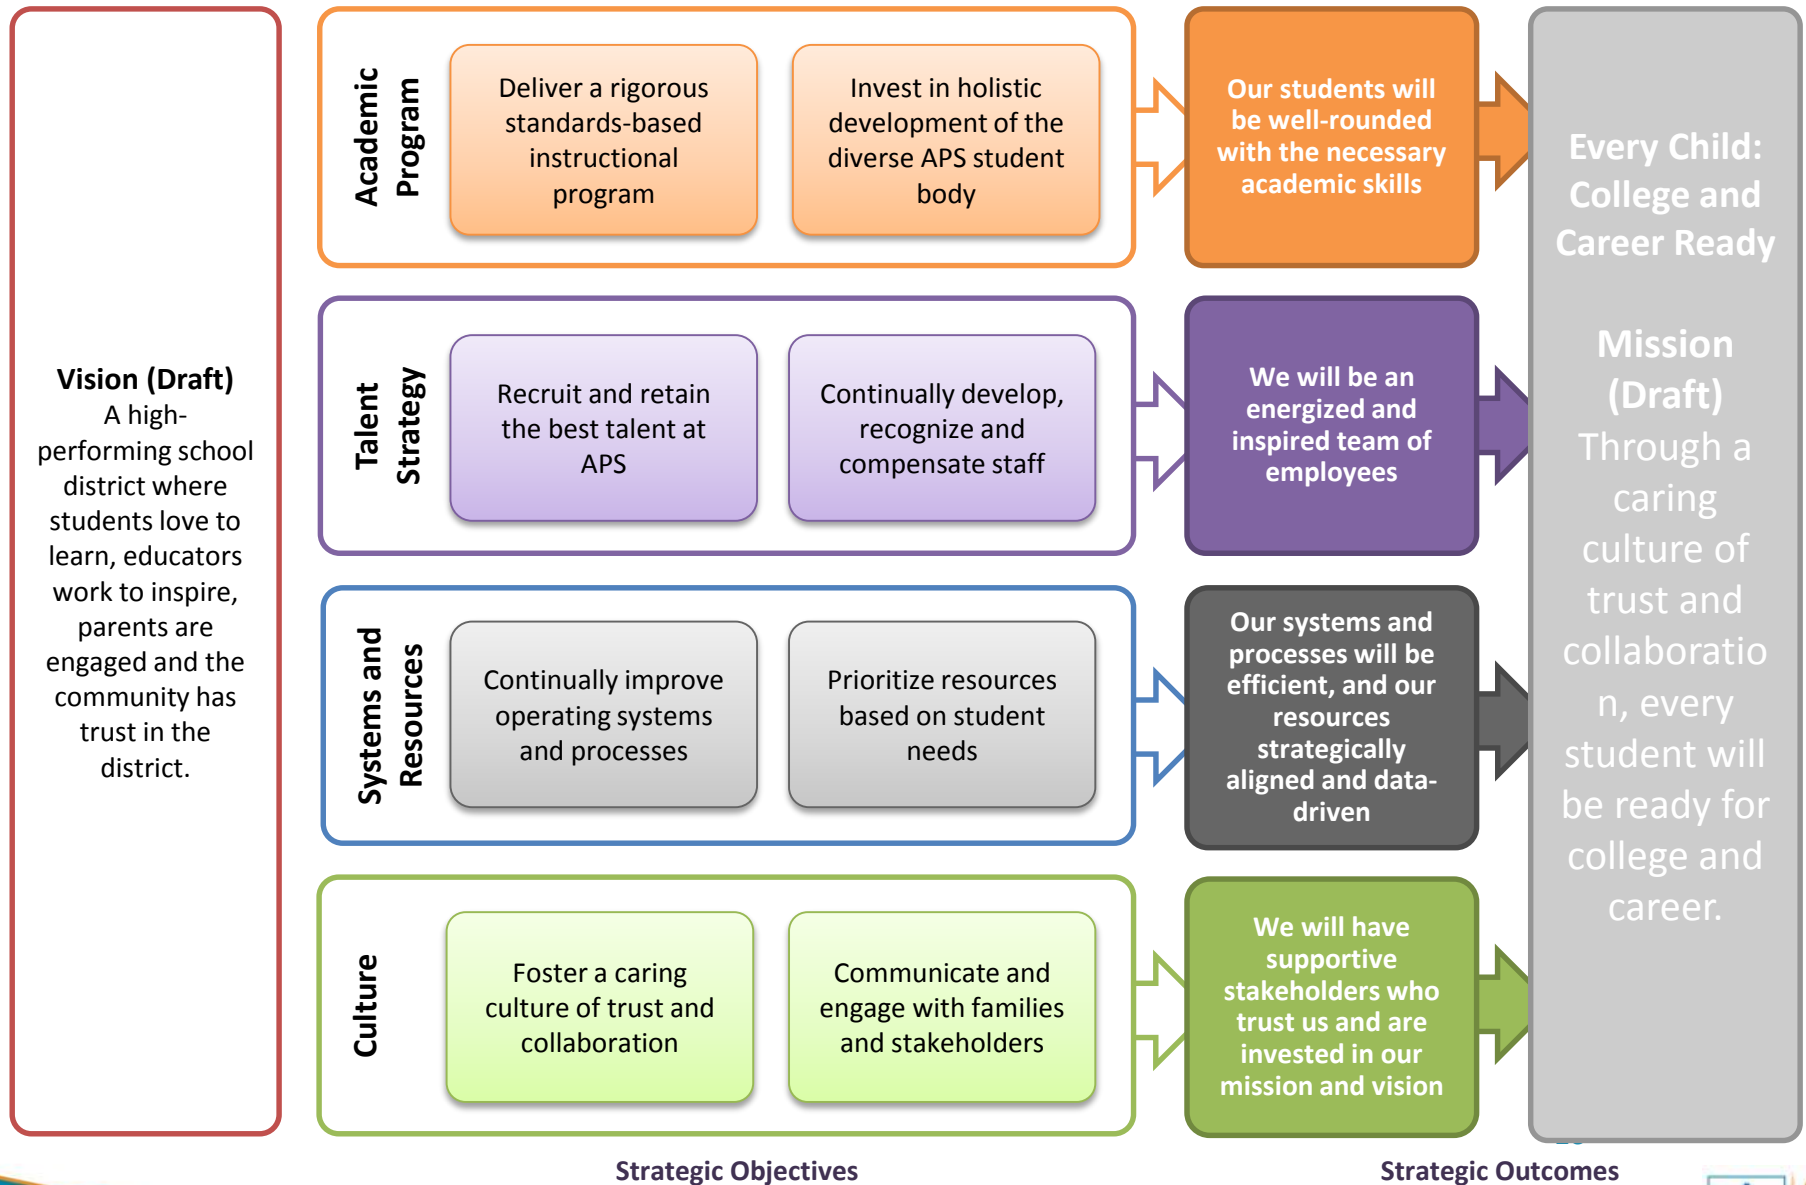 Vision (Draft)
A high-
performing school
district where
students love to
learn, educators
work to inspire,
parents are
engaged and the
community has
trust in the
district.
Academic
Program
Deliver a rigorous
standards-based
instructional
program
Invest in holistic
development of the
diverse APS student
body
Our students will
be well-rounded
with the necessary
academic skills
Talent
Strategy
Recruit and retain
the best talent at
APS
Continually develop,
recognize and
compensate staff
We will be an
energized and
inspired team of
employees
Systems and
Resources
Continually improve
operating systems
and processes
Prioritize resources
based on student
needs
Our systems and
processes will be
efficient, and our
resources
strategically
aligned and data-
driven
Culture
Foster a caring
culture of trust and
collaboration
Communicate and
engage with families
and stakeholders
We will have
supportive
stakeholders who
trust us and are
invested in our
mission and vision
Every Child:
College and
Career Ready
Mission
(Draft)
Through a
caring
culture of
trust and
collaboratio
n, every
student will
be ready for
college and
career.
Strategic Objectives
Strategic Outcomes